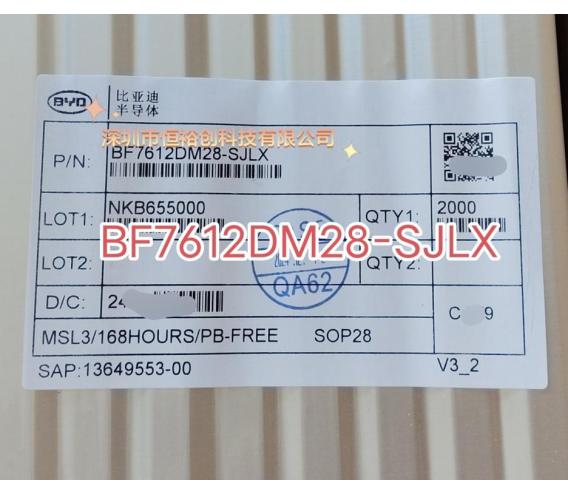 BYD
比亚迪
半导体
深圳市恒裕创科技有限公司
P/N: BF7612DM28-SJLX
LOT1: NKB655000 QTY1: 2000
BF7612DM28-SJLX
LOT2: QTY2:
QA62
D/C: 24
C 9
MSL3/168HOURS/PB-FREE SOP28
SAP:13649553-00 V3_2